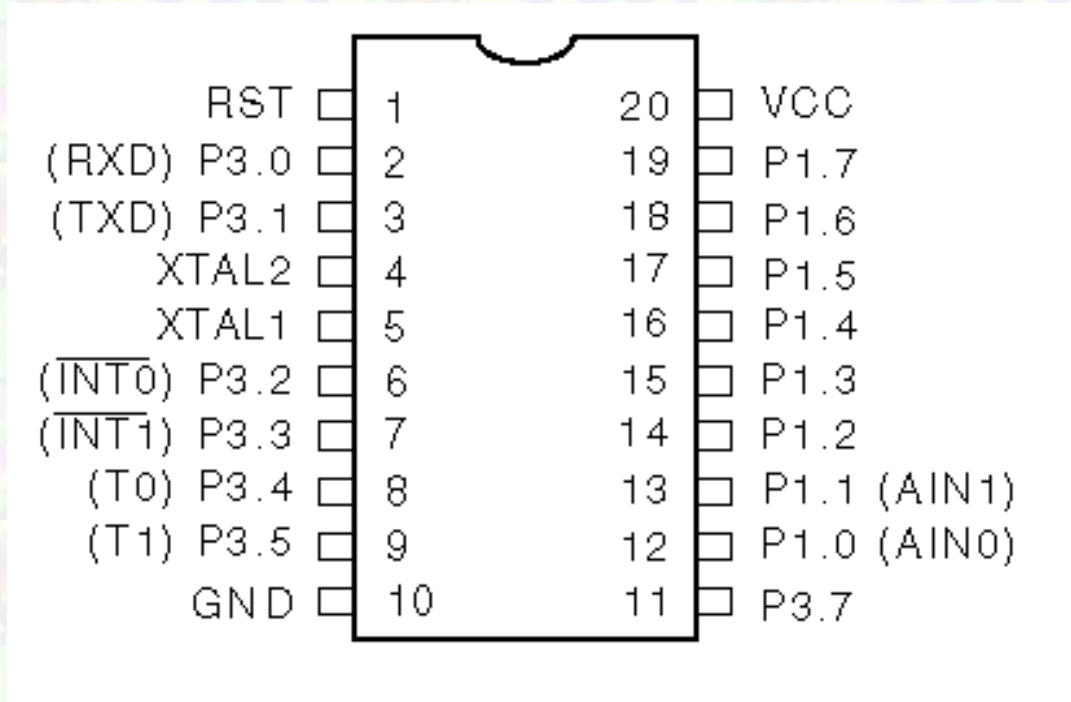 RST 1 20 VCC
(RXD) P3.0 2 19 P1.7
(TXD) P3.1 3 18 P1.6
XTAL2 4 17 P1.5
XTAL1 5 16 P1.4
(I̅N̅T̅0̅) P3.2 6 15 P1.3
(I̅N̅T̅1̅) P3.3 7 14 P1.2
(T0) P3.4 8 13 P1.1 (AIN1)
(T1) P3.5 9 12 P1.0 (AIN0)
GND 10 11 P3.7